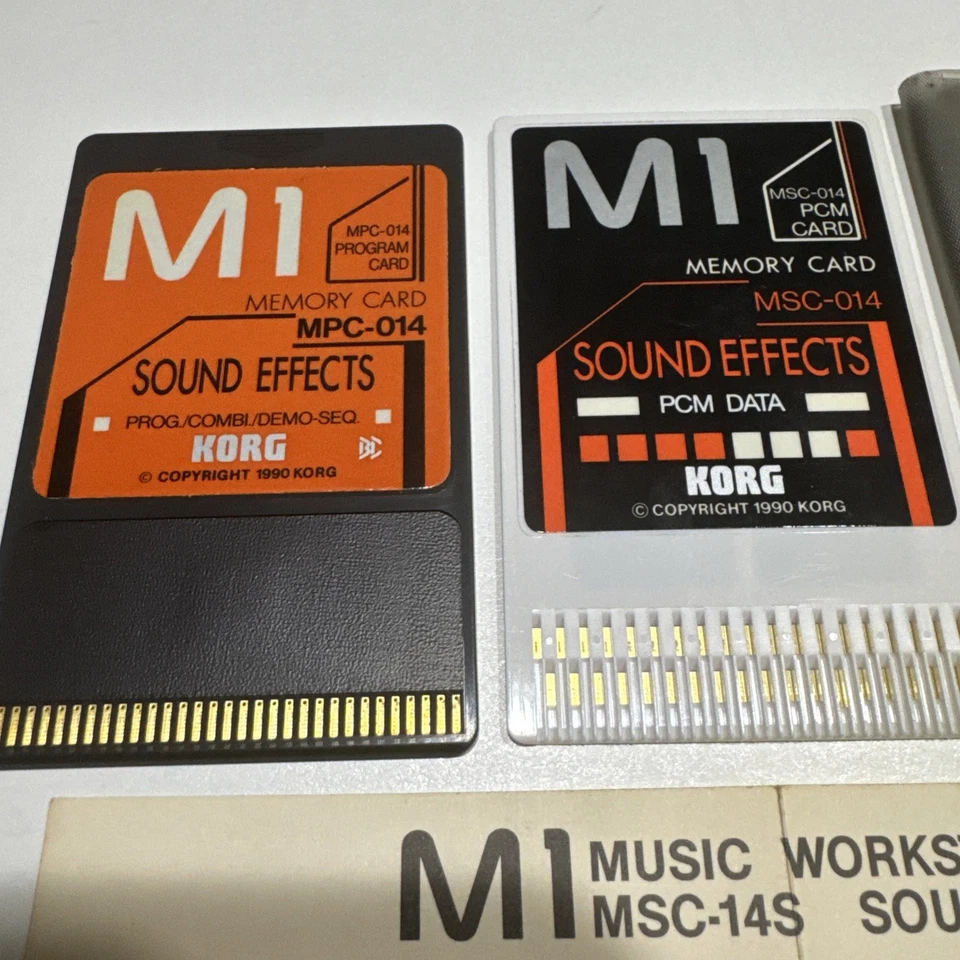 M1
MPC-014
PROGRAM
CARD
MEMORY CARD
MPC-014
SOUND EFFECTS
PROG./COMBI./DEMO-SEQ.
KORG
© COPYRIGHT 1990 KORG
M1
MSC-014
PCM
CARD
MEMORY CARD
MSC-014
SOUND EFFECTS
PCM DATA
KORG
© COPYRIGHT 1990 KORG
M1 MUSIC WORKS
MSC-14S SOU